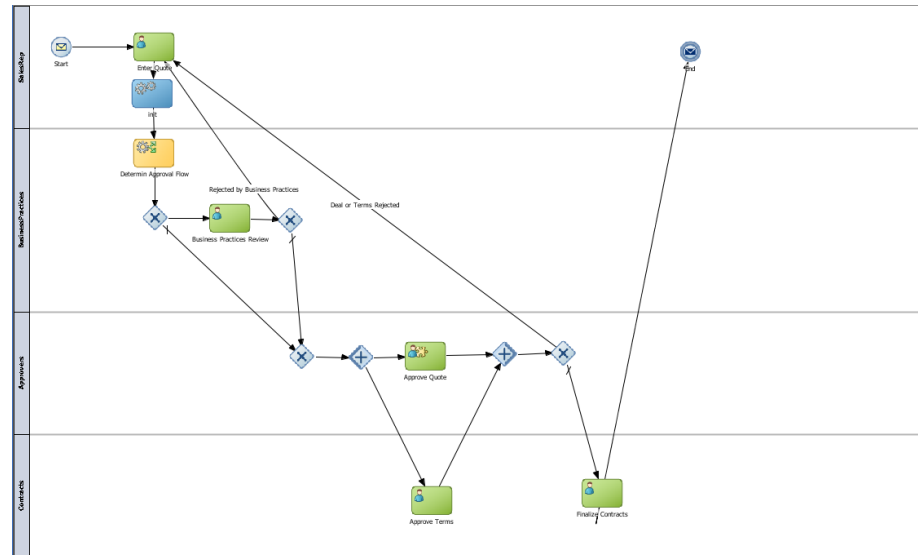 SalesRep
Start
Enter Quote
Init
End
BusinessPractices
Determin Approval Flow
Rejected by Business Practices
Business Practices Review
Deal or Terms Rejected
Approvers
Approve Quote
Contracts
Approve Terms
Finalize Contracts